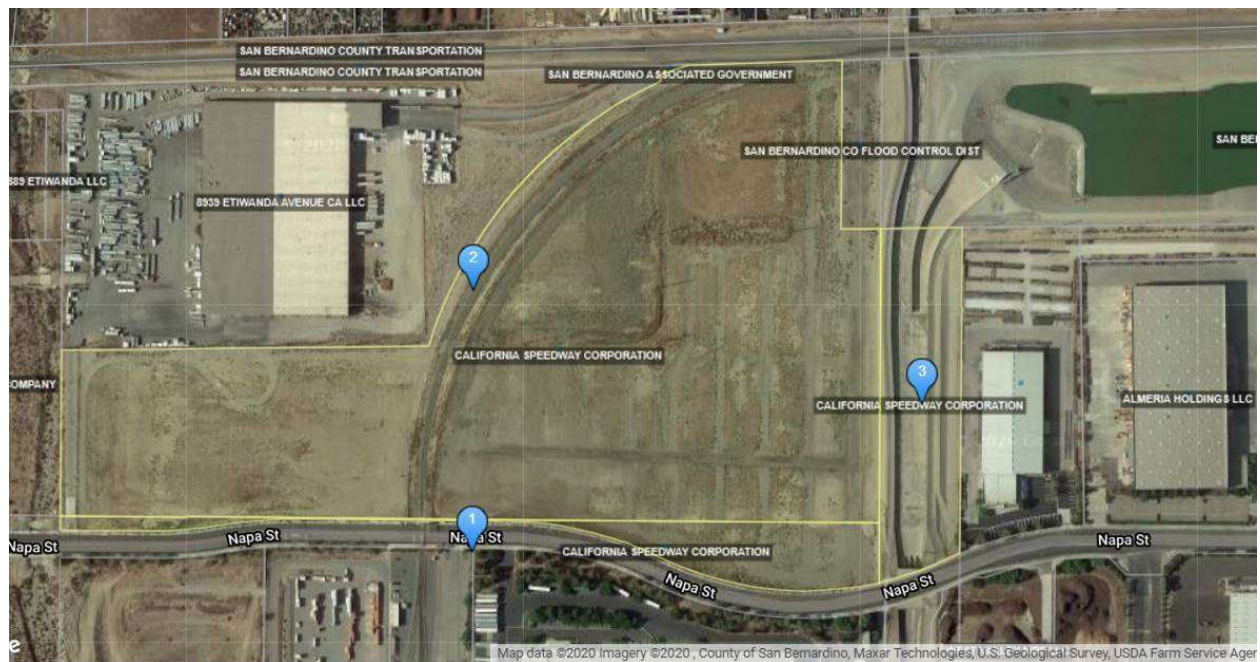 SAN BERNARDINO COUNTY TRANSPORTATION
SAN BERNARDINO COUNTY TRANSPORTATION
SAN BERNARDINO ASSOCIATED GOVERNMENT
SAN BERNARDINO CO FLOOD CONTROL DIST
SAN BE
889 ETIWANDA LLC
8939 ETIWANDA AVENUE CA LLC
2
CALIFORNIA SPEEDWAY CORPORATION
3
COMPANY
CALIFORNIA SPEEDWAY CORPORATION
ALMERIA HOLDINGS LLC
1
Napa St
Napa St
Napa St
CALIFORNIA SPEEDWAY CORPORATION
Napa St
Napa St
Napa St
e
Map data ©2020 Imagery ©2020 , County of San Bernardino, Maxar Technologies, U.S. Geological Survey, USDA Farm Service Age